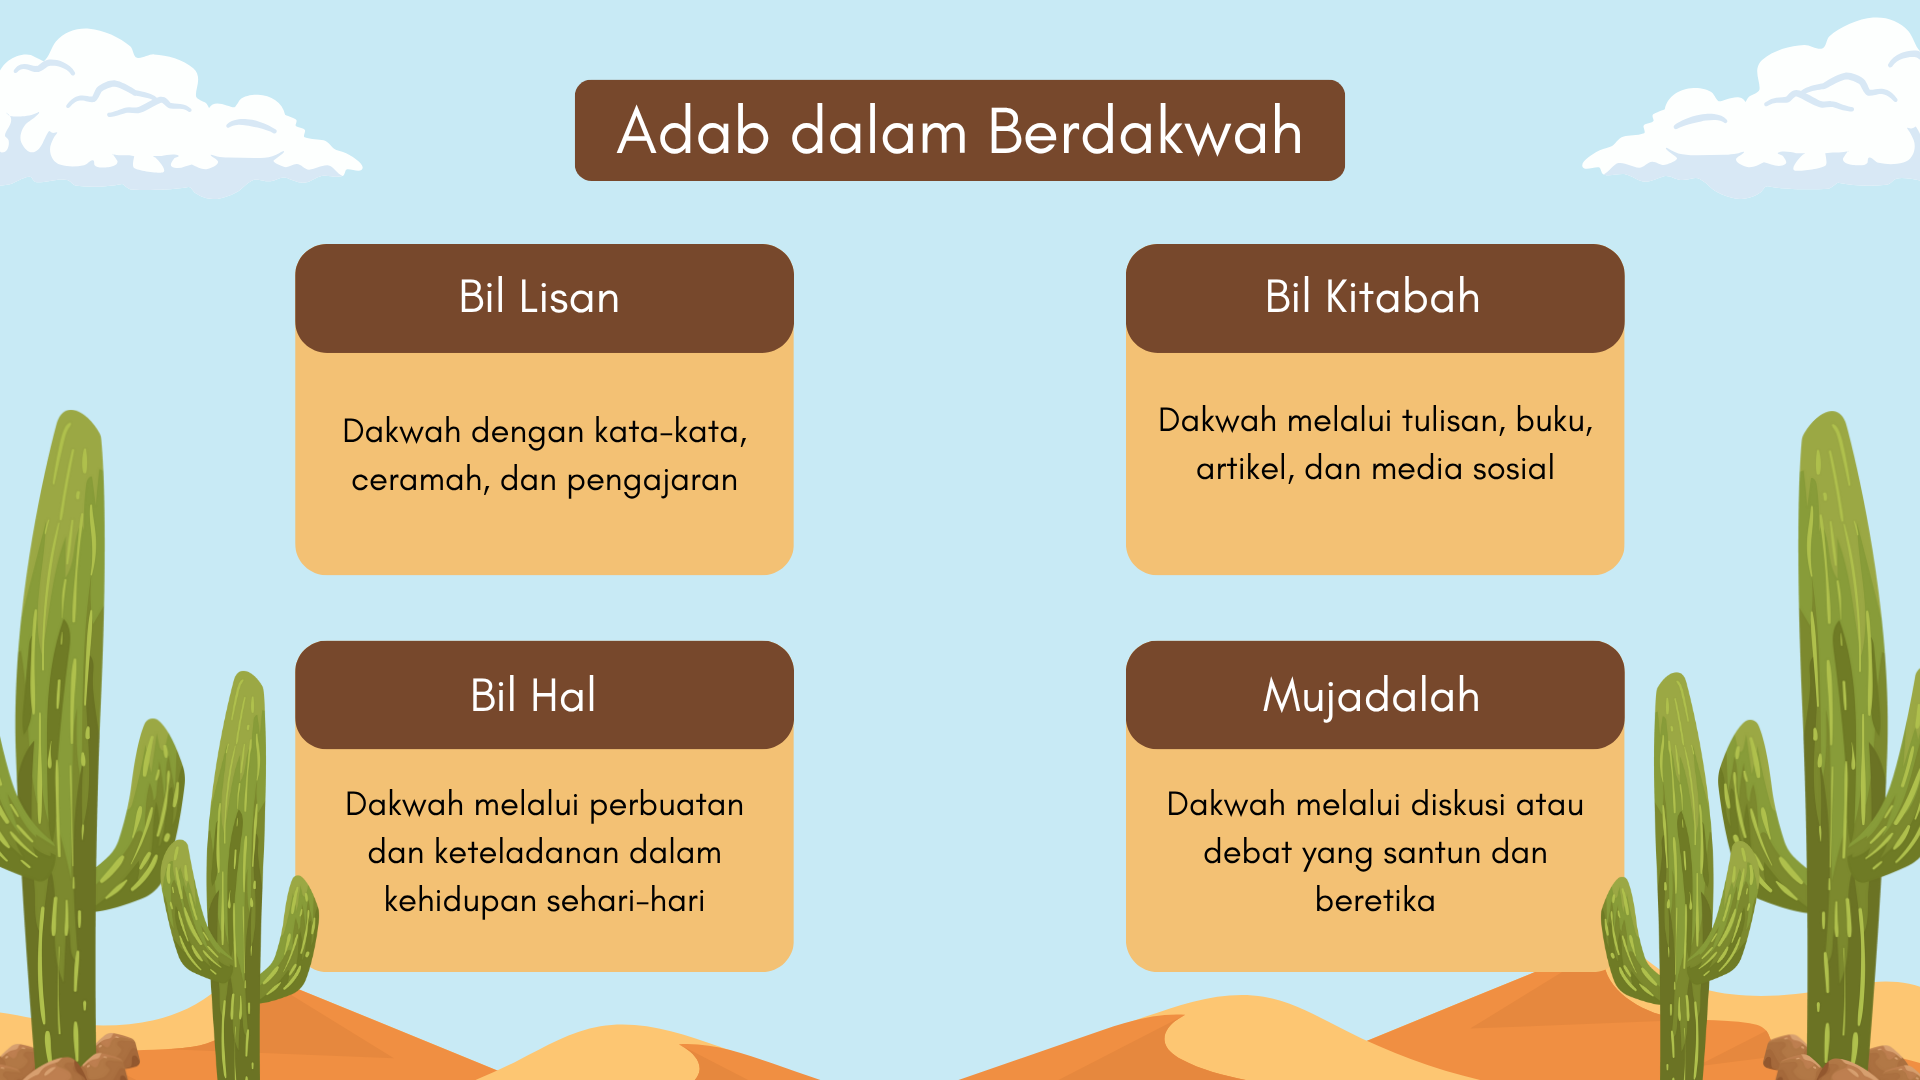 Adab dalam Berdakwah
Bil Lisan
Dakwah dengan kata-kata,
ceramah, dan pengajaran
Bil Kitabah
Dakwah melalui tulisan, buku,
artikel, dan media sosial
Bil Hal
Dakwah melalui perbuatan
dan keteladanan dalam
kehidupan sehari-hari
Mujadalah
Dakwah melalui diskusi atau
debat yang santun dan
beretika